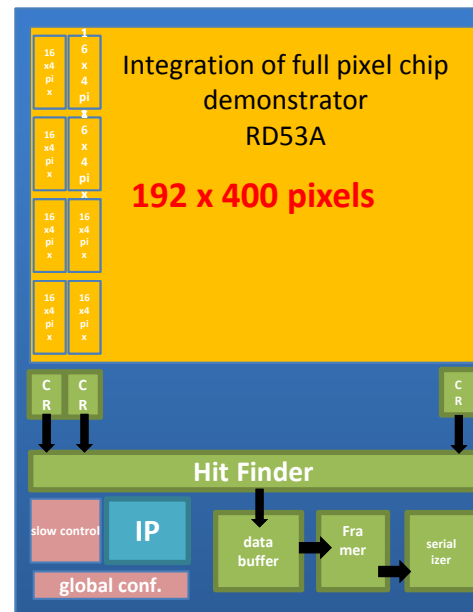 Integration of full pixel chip
demonstrator
RD53A
192 x 400 pixels
16
x4
pi
x
1
6
x
4
pi
x
16
x4
pi
x
1
6
x
4
pi
x
16
x4
pi
x
16
x4
pi
x
16
x4
pi
x
16
x4
pi
x
C
R
C
R
C
R
Hit Finder
slow control
IP
data
buffer
Fra
mer
serial
izer
global conf.